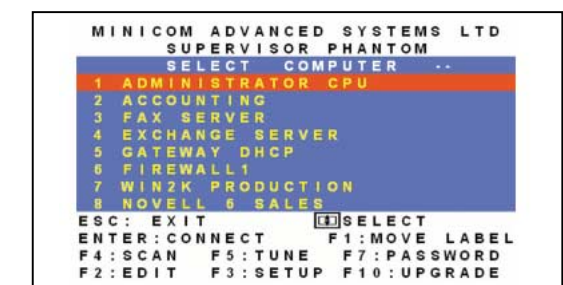 MINICOM ADVANCED SYSTEMS LTD
SUPERVISOR PHANTOM
SELECT COMPUTER --
1 ADMINISTRATOR CPU
2 ACCOUNTING
3 FAX SERVER
4 EXCHANGE SERVER
5 GATEWAY DHCP
6 FIREWALL1
7 WIN2K PRODUCTION
8 NOVELL 6 SALES
ESC: EXIT SELECT
ENTER:CONNECT F1:MOVE LABEL
F4:SCAN F5:TUNE F7:PASSWORD
F2:EDIT F3:SETUP F10:UPGRADE